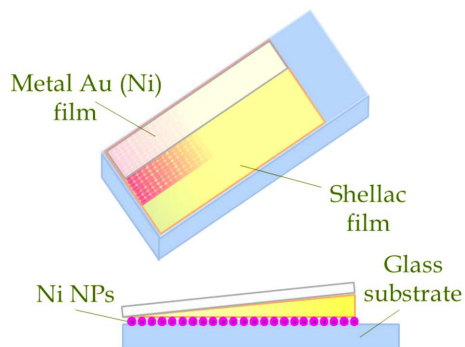 Metal Au (Ni)
film
Shellac
film
Glass
substrate
Ni NPs